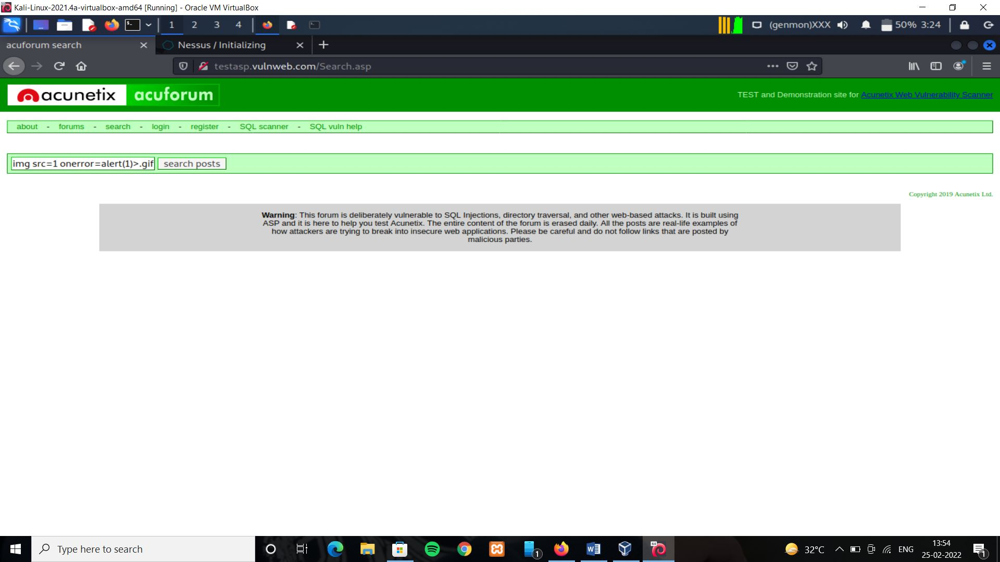 Kali-Linux-2021.4a-virtualbox-amd64 [Running] - Oracle VM VirtualBox
1 2 3 4 (genmon)XXX 50% 3:24
acuforum search Nessus / Initializing
testasp.vulnweb.com/Search.asp
acunetix acuforum TEST and Demonstration site for Acunetix Web Vulnerability Scanner
about - forums - search - login - register - SQL scanner - SQL vuln help
img src=1 onerror=alert(1)>.gif search posts
Copyright 2019 Acunetix Ltd.
Warning: This forum is deliberately vulnerable to SQL Injections, directory traversal, and other web-based attacks. It is built using
ASP and it is here to help you test Acunetix. The entire content of the forum is erased daily. All the posts are real-life examples of
how attackers are trying to break into insecure web applications. Please be careful and do not follow links that are posted by
malicious parties.
Type here to search 1 32°C ENG 13:54
25-02-2022 1